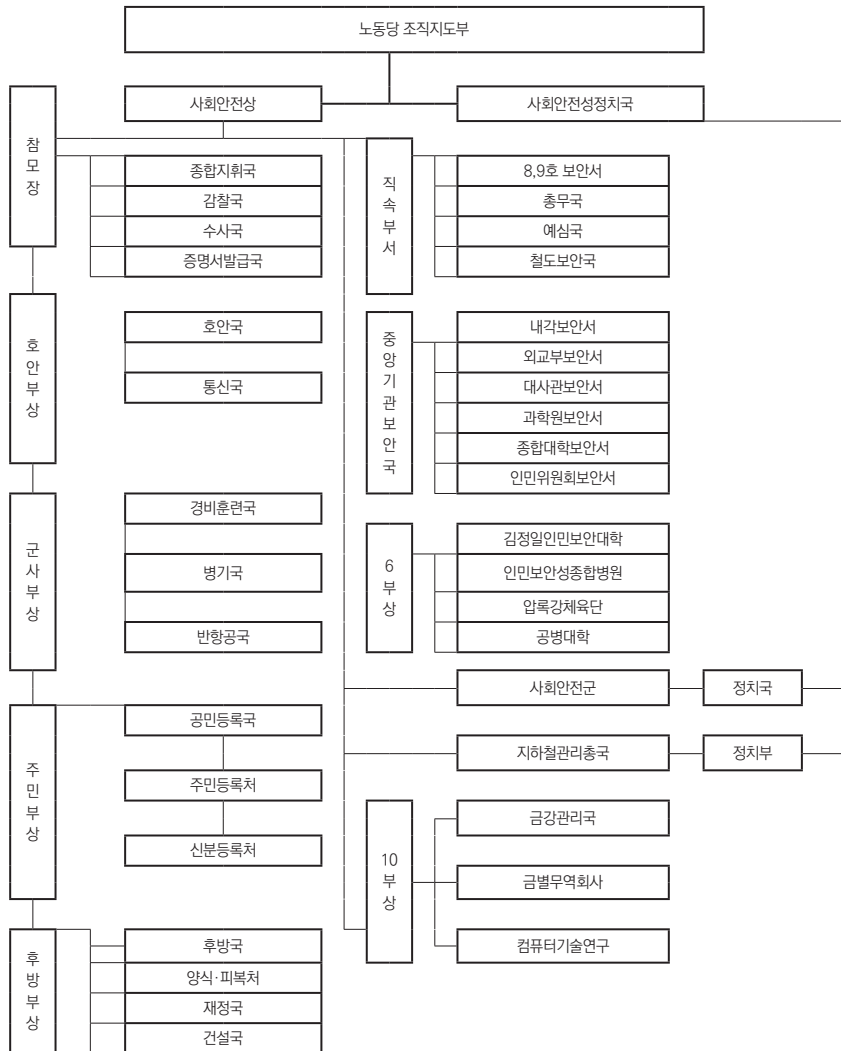 노동당 조직지도부
사회안전상
사회안전성정치국
참모장
종합지휘국
감찰국
수사국
증명서발급국
직속부서
8,9호 보안서
총무국
예심국
철도보안국
호안부상
호안국
통신국
중앙기관보안국
내각보안서
외교부보안서
대사관보안서
과학원보안서
종합대학보안서
인민위원회보안서
군사부상
경비훈련국
병기국
반항공국
6부상
김정일인민보안대학
인민보안성종합병원
압록강체육단
공병대학
사회안전군
정치국
지하철관리총국
정치부
주민부상
공민등록국
주민등록처
신분등록처
10부상
금강관리국
금별무역회사
컴퓨터기술연구
후방부상
후방국
양식·피복처
재정국
건설국